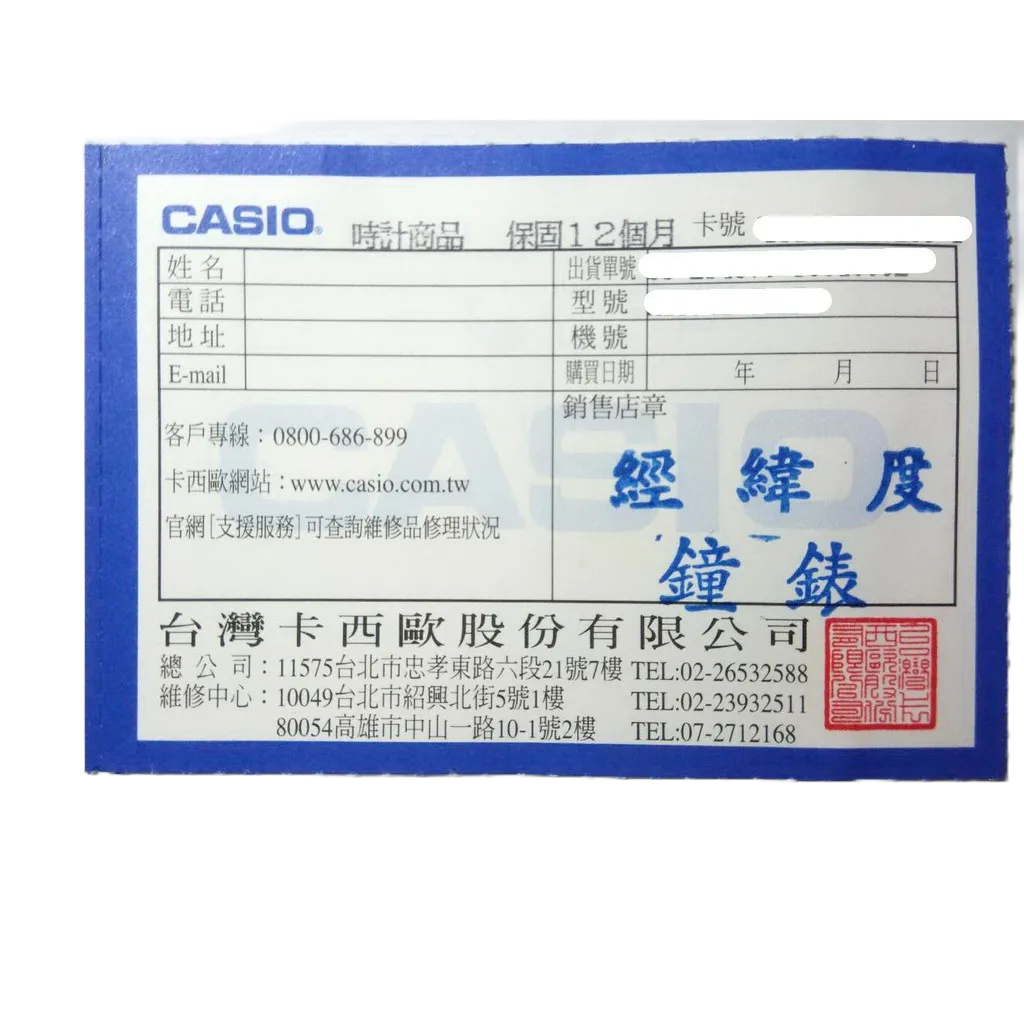 CASIO® 時計商品 保固12個月 卡號
姓名 出貨單號
電話 型號
地址 機號
E-mail 購買日期 年 月 日
銷售店章
客戶專線：0800-686-899
卡西歐網站：www.casio.com.tw
官網[支援服務]可查詢維修品修理狀況
經緯度
鐘錶
台灣卡西歐股份有限公司
總公司：11575台北市忠孝東路六段21號7樓 TEL:02-26532588
維修中心：10049台北市紹興北街5號1樓 TEL:02-23932511
80054高雄市中山一路10-1號2樓 TEL:07-2712168